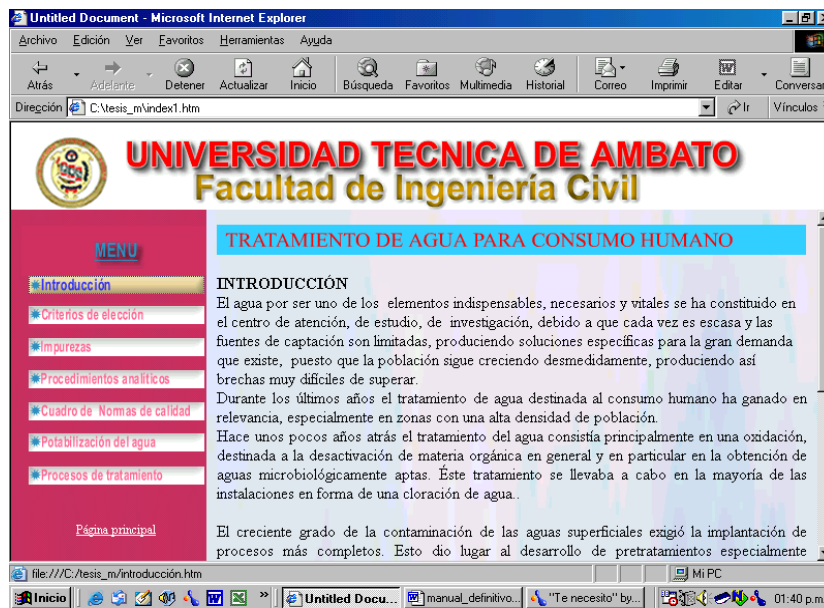 Untitled Document - Microsoft Internet Explorer
Archivo Edición Ver Favoritos Herramientas Ayuda
Atrás Adelante Detener Actualizar Inicio Búsqueda Favoritos Multimedia Historial Correo Imprimir Editar Conversar
Dirección C:\tesis_m\index1.htm Ir Vínculos
UNIVERSIDAD TECNICA DE AMBATO
Facultad de Ingeniería Civil
MENU
Introducción
Criterios de elección
Impurezas
Procedimientos analíticos
Cuadro de Normas de calidad
Potabilización del agua
Procesos de tratamiento
Página principal
TRATAMIENTO DE AGUA PARA CONSUMO HUMANO
INTRODUCCIÓN
El agua por ser uno de los elementos indispensables, necesarios y vitales se ha constituido en
el centro de atención, de estudio, de investigación, debido a que cada vez es escasa y las
fuentes de captación son limitadas, produciendo soluciones específicas para la gran demanda
que existe, puesto que la población sigue creciendo desmedidamente, produciendo así
brechas muy difíciles de superar.
Durante los últimos años el tratamiento de agua destinada al consumo humano ha ganado en
relevancia, especialmente en zonas con una alta densidad de población.
Hace unos pocos años atrás el tratamiento del agua consistía principalmente en una oxidación,
destinada a la desactivación de materia orgánica en general y en particular en la obtención de
aguas microbiológicamente aptas. Éste tratamiento se llevaba a cabo en la mayoría de las
instalaciones en forma de una cloración de agua..
El creciente grado de la contaminación de las aguas superficiales exigió la implantación de
procesos más completos. Esto dio lugar al desarrollo de pretratamientos especialmente
file:///C:/tesis_m/introducción.htm Mi PC
Inicio » Untitled Docu... manual_definitivo... "Te necesito" by... 01:40 p.m.